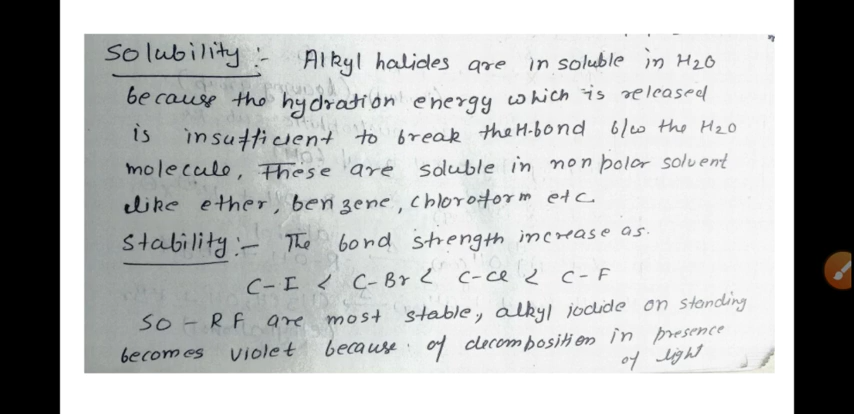 Solubility :- Alkyl halides are in soluble in H2O
because the hydration energy which is released
is insufficient to break the H-bond b/w the H2O
molecule, These are soluble in non polar solvent
like ether, benzene, chloroform etc
Stability :- The bond strength increase as.
C-I < C-Br < C-Cl < C-F
SO - RF are most stable, alkyl iodide on standing
becomes violet because of decomposition in presence
of light